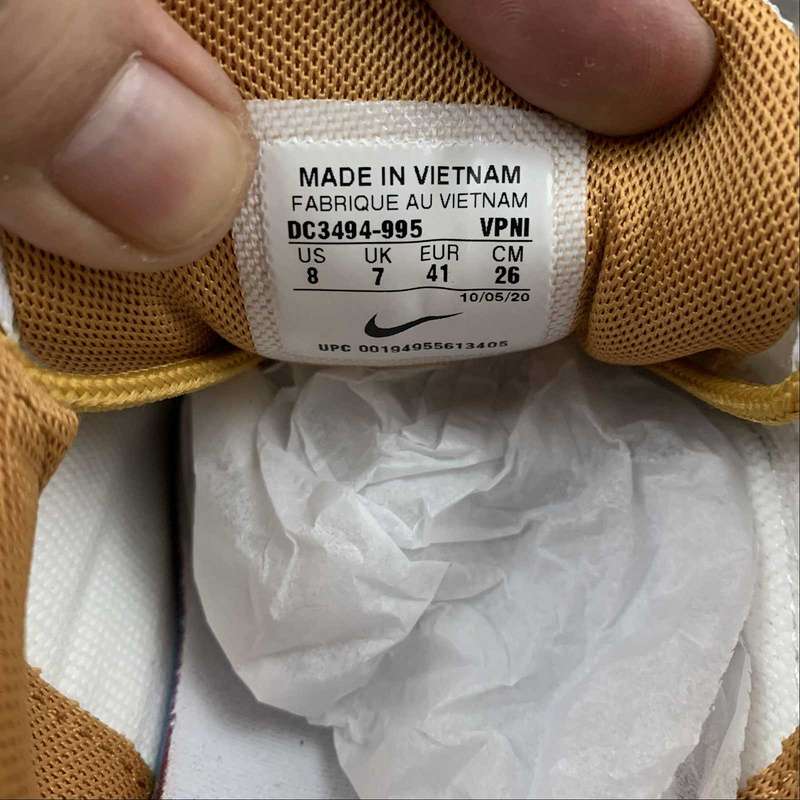 MADE IN VIETNAM
FABRIQUE AU VIETNAM
DC3494-995 VPNI
US UK EUR CM
8 7 41 26
10/05/20
UPC 00194955613405